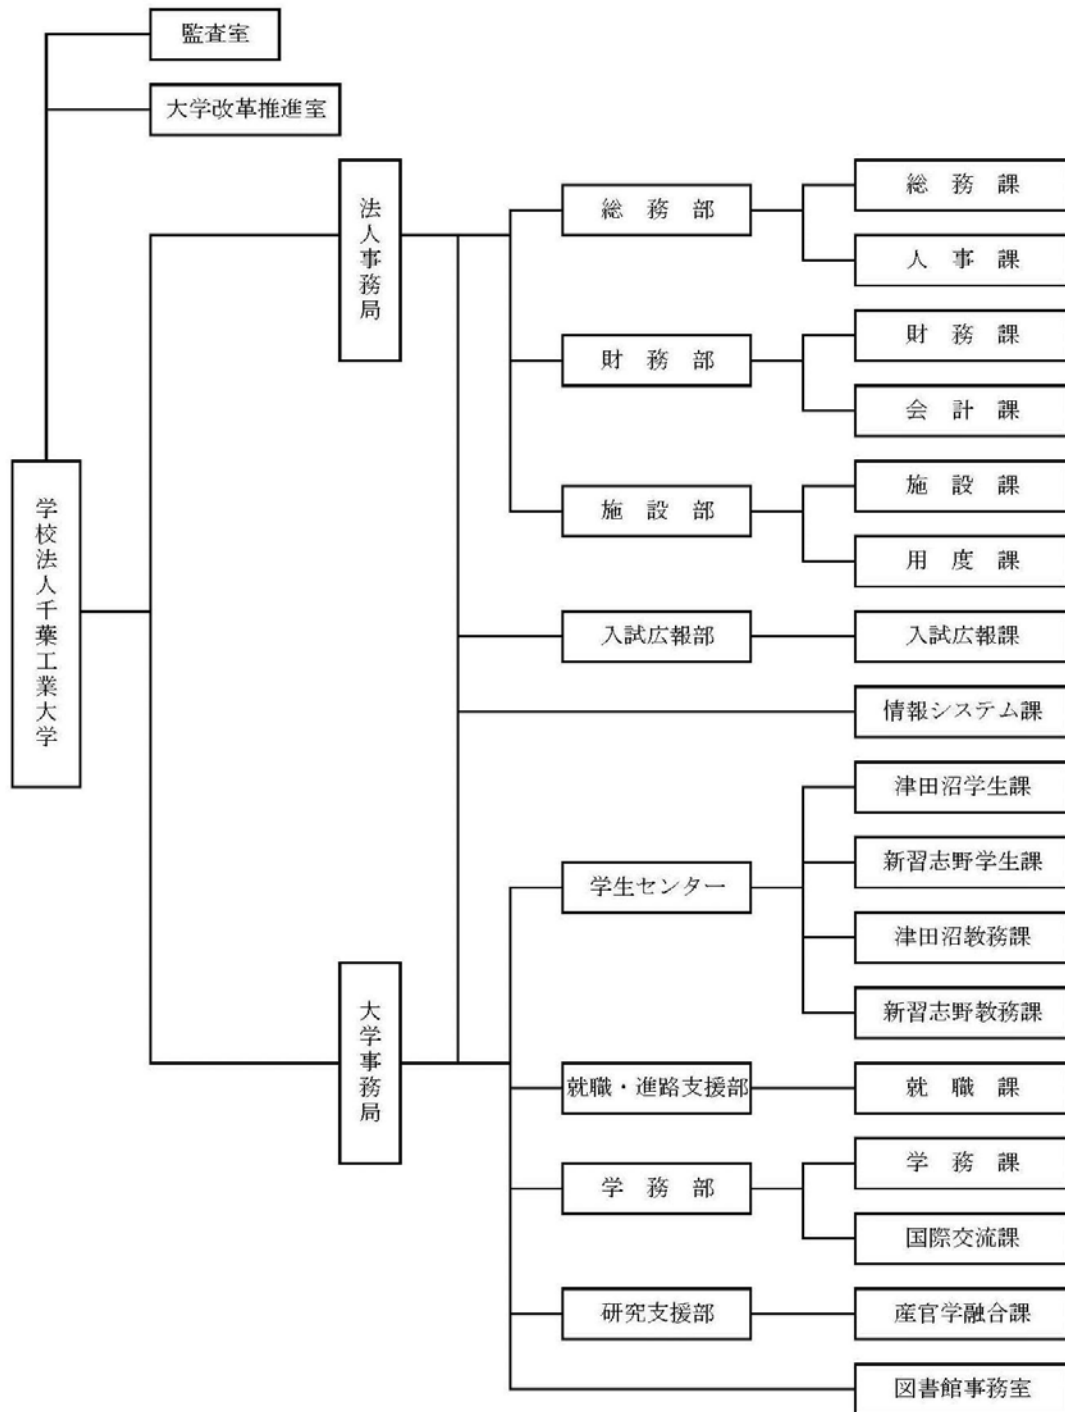 監査室
大学改革推進室
学校法人千葉工業大学
法人事務局
総務部
総務課
人事課
財務部
財務課
会計課
施設部
施設課
用度課
入試広報部
入試広報課
情報システム課
大学事務局
学生センター
津田沼学生課
新習志野学生課
津田沼教務課
新習志野教務課
就職・進路支援部
就職課
学務部
学務課
国際交流課
研究支援部
産官学融合課
図書館事務室